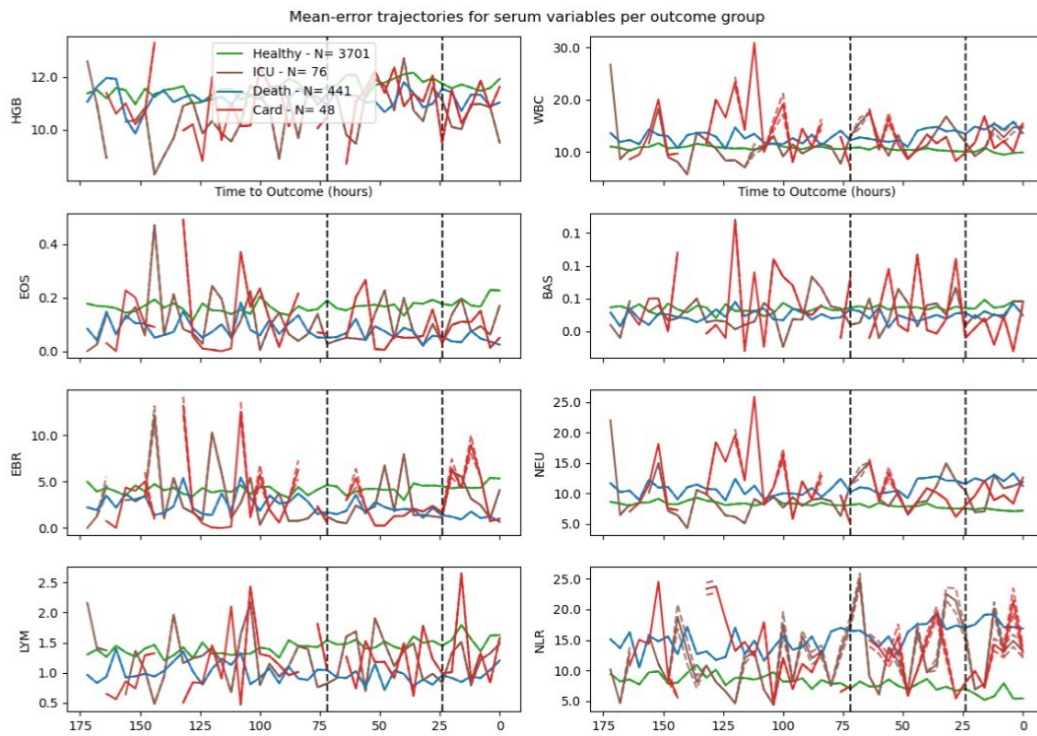 Mean-error trajectories for serum variables per outcome group
Healthy - N= 3701
ICU - N= 76
Death - N= 441
Card - N= 48
HGB
12.0
10.0
Time to Outcome (hours)
WBC
30.0
20.0
10.0
Time to Outcome (hours)
EOS
0.4
0.2
0.0
BAS
0.1
0.1
0.1
0.0
EBR
10.0
5.0
0.0
NEU
25.0
20.0
15.0
10.0
5.0
LYM
2.5
2.0
1.5
1.0
0.5
175 150 125 100 75 50 25 0
NLR
25.0
20.0
15.0
10.0
5.0
175 150 125 100 75 50 25 0